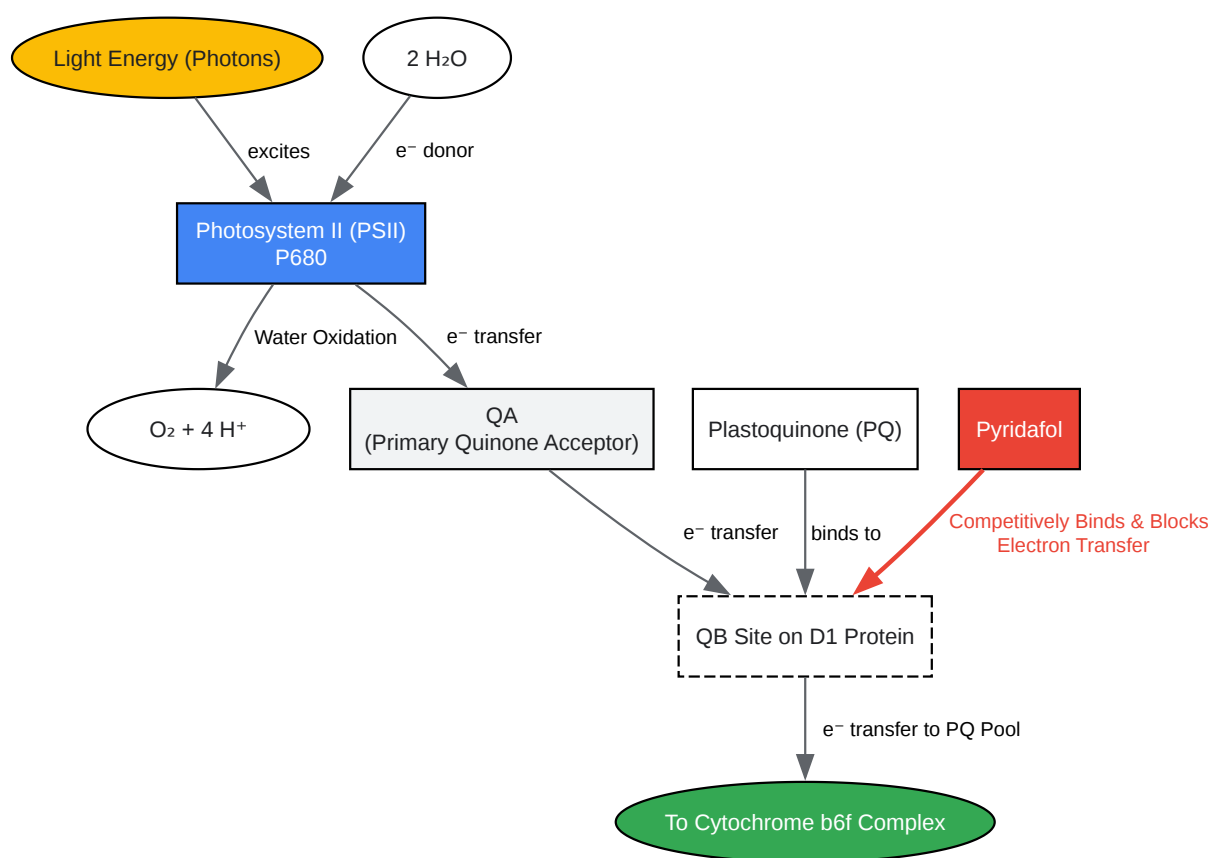 Light Energy (Photons)
2 H₂O
excites
e⁻ donor
Photosystem II (PSII)
P680
Water Oxidation
e⁻ transfer
O₂ + 4 H⁺
QA
(Primary Quinone Acceptor)
Plastoquinone (PQ)
Pyridafol
e⁻ transfer
binds to
Competitively Binds & Blocks
Electron Transfer
QB Site on D1 Protein
e⁻ transfer to PQ Pool
To Cytochrome b6f Complex